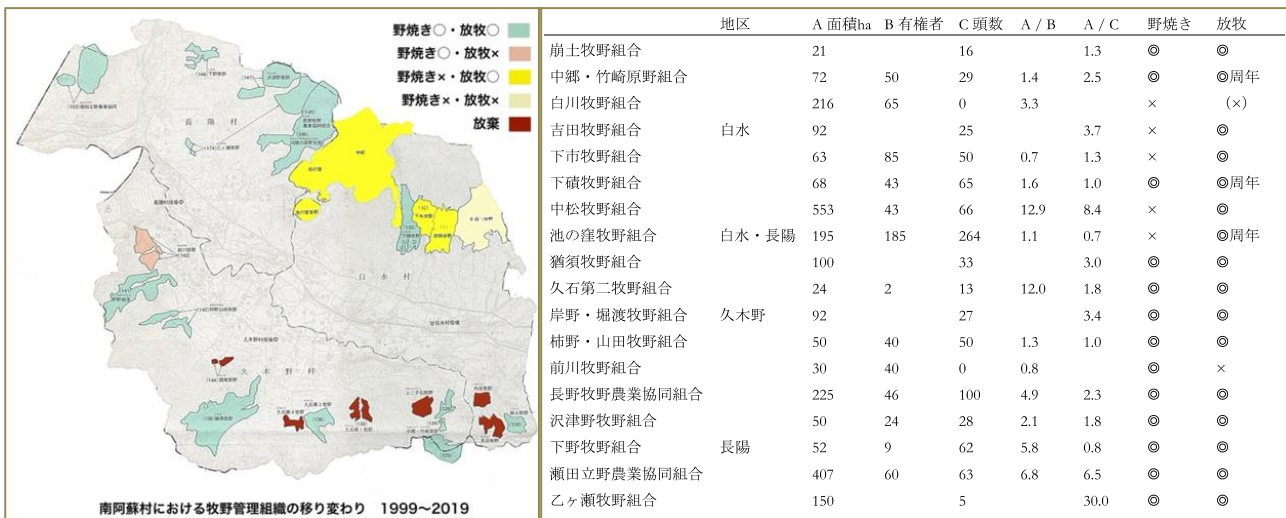 野焼き○・放牧○
野焼き○・放牧×
野焼き×・放牧○
野焼き×・放牧×
放棄
長陽村
白水村
久木野村
南阿蘇村における牧野管理組織の移り変わり 1999～2019
地区 A 面積ha B 有権者 C 頭数 A / B A / C 野焼き 放牧
崩土牧野組合 21 16 1.3 ◎ ◎
中郷・竹崎原野組合 72 50 29 1.4 2.5 ◎ ◎周年
白川牧野組合 216 65 0 3.3 × (×)
吉田牧野組合 白水 92 25 3.7 × ◎
下市牧野組合 63 85 50 0.7 1.3 × ◎
下磧牧野組合 68 43 65 1.6 1.0 ◎ ◎周年
中松牧野組合 553 43 66 12.9 8.4 × ◎
池の窪牧野組合 白水・長陽 195 185 264 1.1 0.7 × ◎周年
猶須牧野組合 100 33 3.0 ◎ ◎
久石第二牧野組合 24 2 13 12.0 1.8 ◎ ◎
岸野・堀渡牧野組合 久木野 92 27 3.4 ◎ ◎
柿野・山田牧野組合 50 40 50 1.3 1.0 ◎ ◎
前川牧野組合 30 40 0 0.8 ◎ ×
長野牧野農業協同組合 225 46 100 4.9 2.3 ◎ ◎
沢津野牧野組合 50 24 28 2.1 1.8 ◎ ◎
下野牧野組合 長陽 52 9 62 5.8 0.8 ◎ ◎
瀬田立野農業協同組合 407 60 63 6.8 6.5 ◎ ◎
乙ヶ瀬牧野組合 150 5 30.0 ◎ ◎